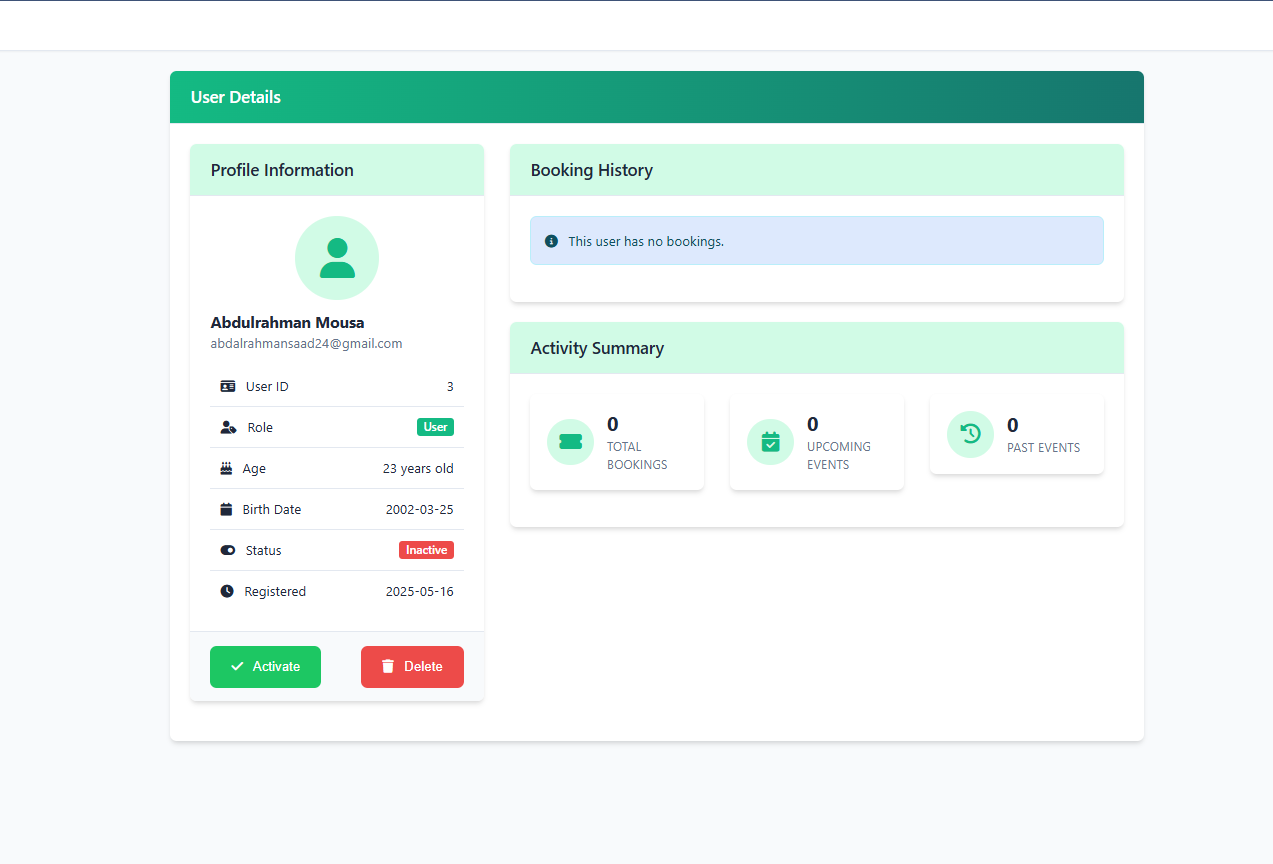 User Details
Profile Information
Abdulrahman Mousa
abdalrahmansaad24@gmail.com
User ID 3
Role User
Age 23 years old
Birth Date 2002-03-25
Status Inactive
Registered 2025-05-16
Activate Delete
Booking History
This user has no bookings.
Activity Summary
0
TOTAL
BOOKINGS
0
UPCOMING
EVENTS
0
PAST EVENTS